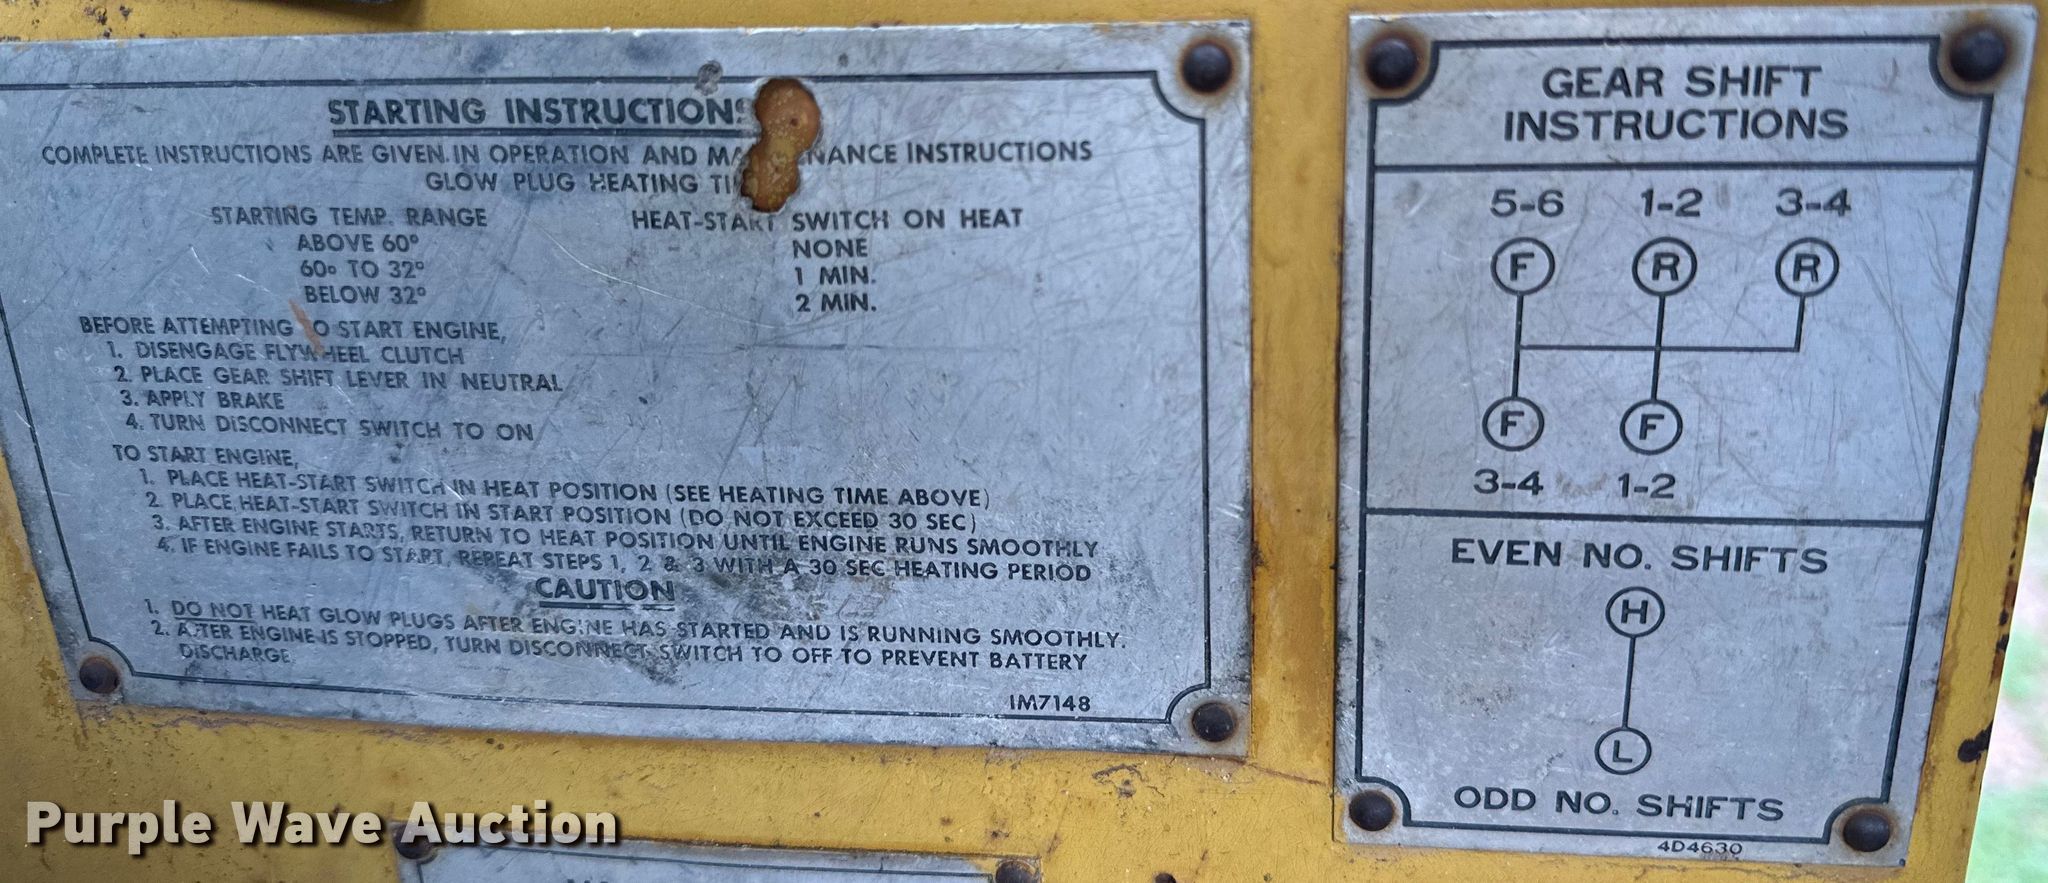 STARTING INSTRUCTIONS
COMPLETE INSTRUCTIONS ARE GIVEN IN OPERATION AND MA NANCE INSTRUCTIONS
GLOW PLUG HEATING TI
STARTING TEMP. RANGE HEAT-START SWITCH ON HEAT
ABOVE 60° NONE
60° TO 32° 1 MIN.
BELOW 32° 2 MIN.
BEFORE ATTEMPTING O START ENGINE,
1. DISENGAGE FLYWHEEL CLUTCH
2. PLACE GEAR SHIFT LEVER IN NEUTRAL
3. APPLY BRAKE
4. TURN DISCONNECT SWITCH TO ON
TO START ENGINE,
1. PLACE HEAT-START SWITCH IN HEAT POSITION (SEE HEATING TIME ABOVE)
2. PLACE HEAT-START SWITCH IN START POSITION (DO NOT EXCEED 30 SEC)
3. AFTER ENGINE STARTS, RETURN TO HEAT POSITION UNTIL ENGINE RUNS SMOOTHLY
4. IF ENGINE FAILS TO START, REPEAT STEPS 1, 2 & 3 WITH A 30 SEC HEATING PERIOD
CAUTION
1. DO NOT HEAT GLOW PLUGS AFTER ENGINE HAS STARTED AND IS RUNNING SMOOTHLY.
2. AFTER ENGINE IS STOPPED, TURN DISCONNECT SWITCH TO OFF TO PREVENT BATTERY
DISCHARGE
1M7148
GEAR SHIFT
INSTRUCTIONS
5-6 1-2 3-4
F R R
F F
3-4 1-2
EVEN NO. SHIFTS
H
L
ODD NO. SHIFTS
4D4630
Purple Wave Auction